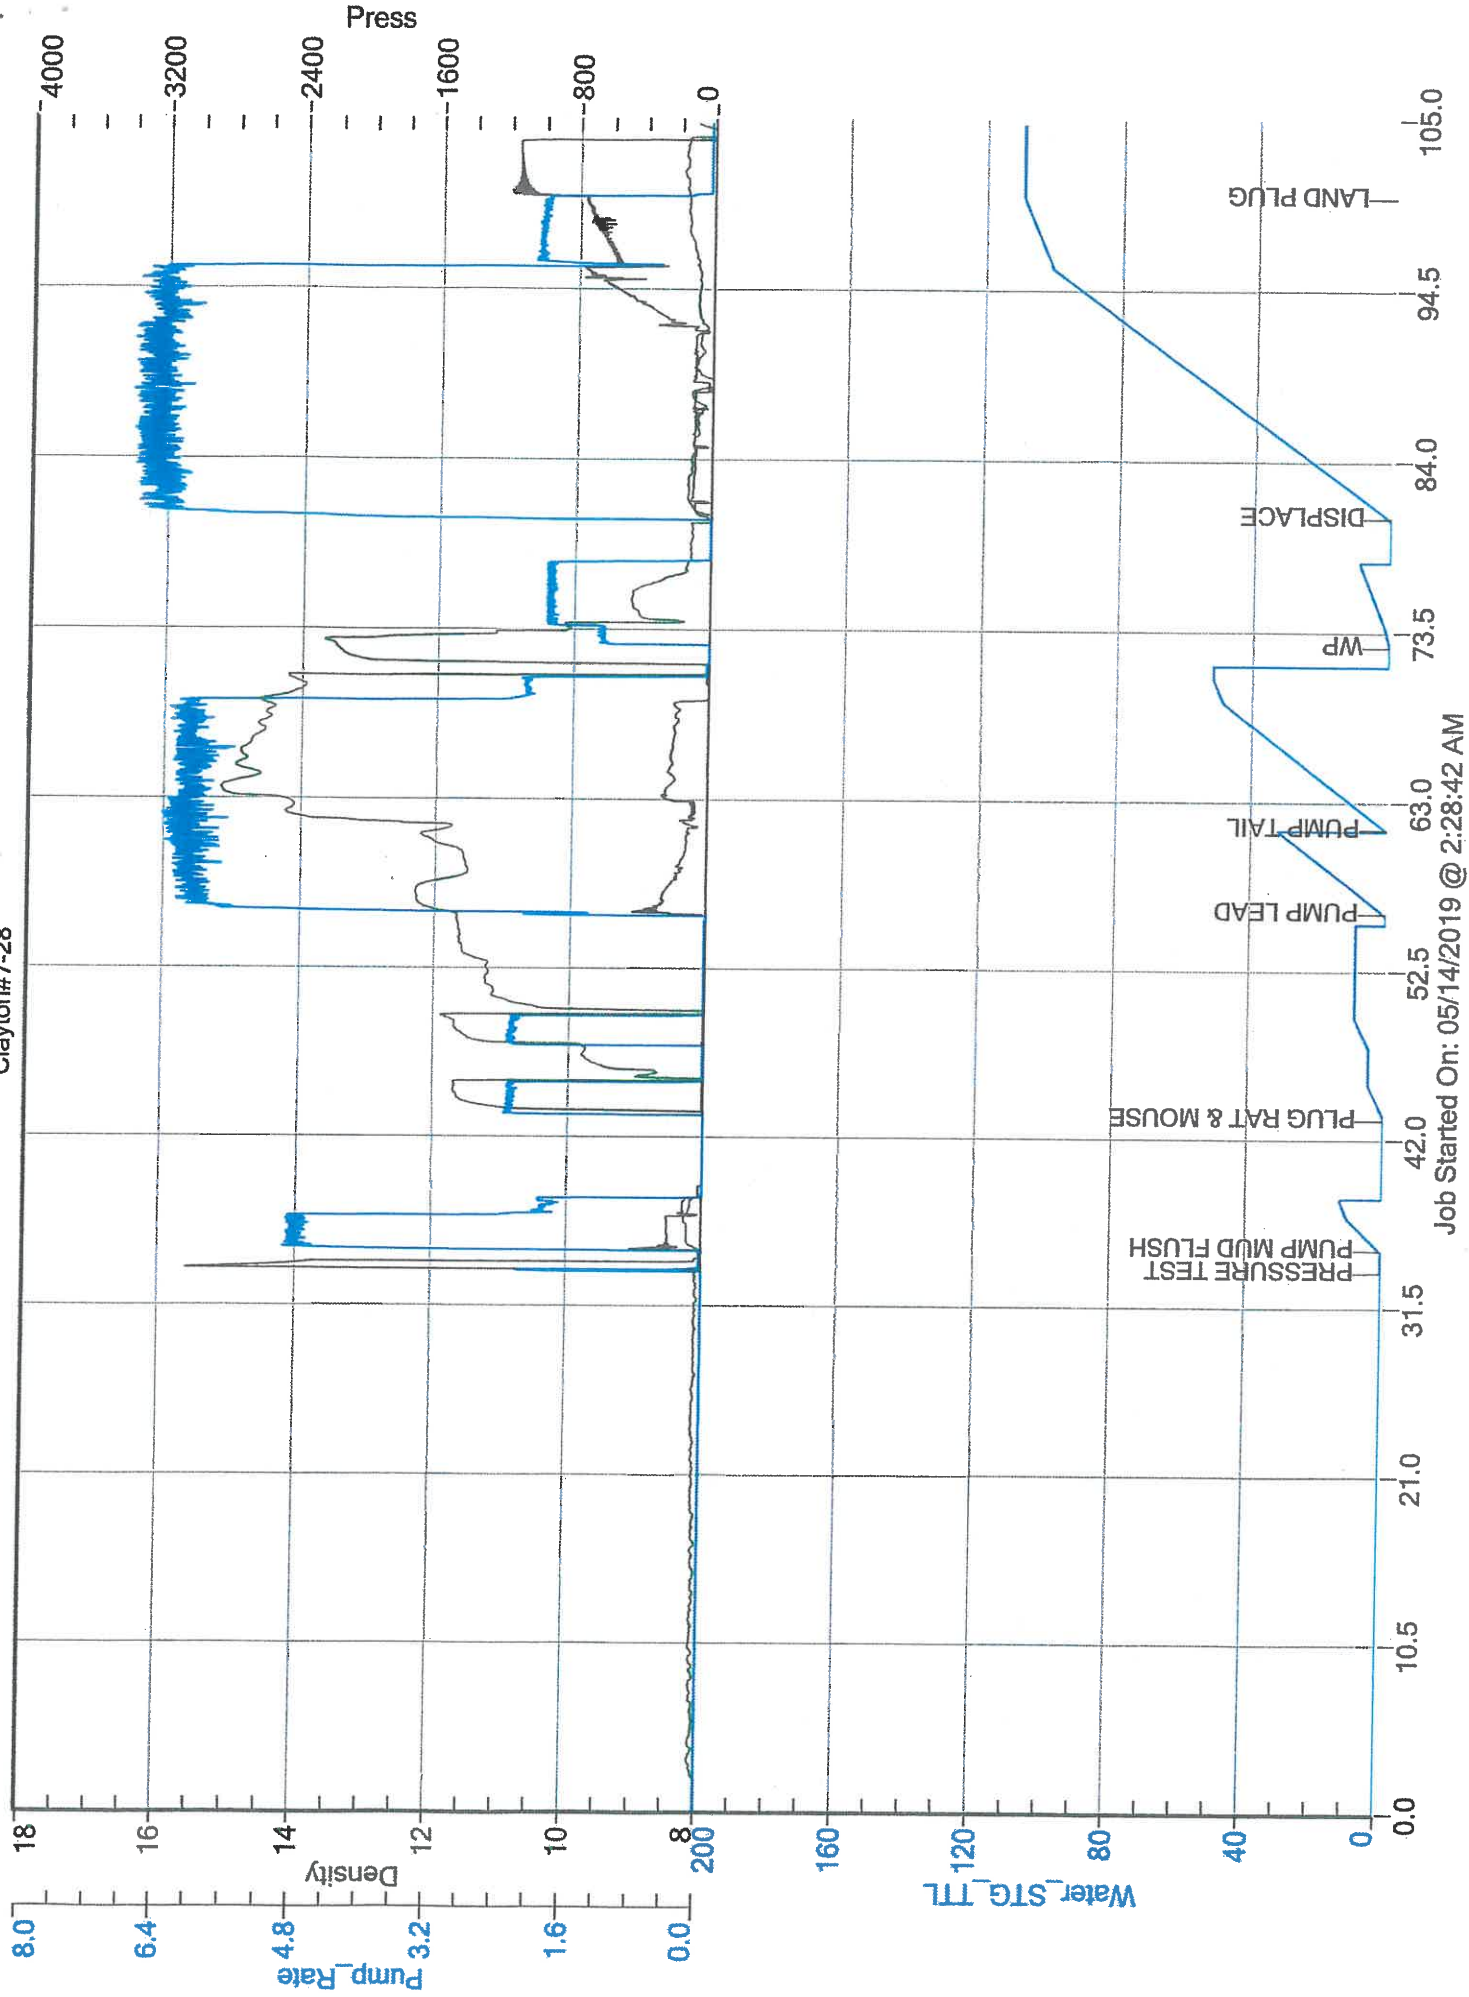 Clayton#7-28
Press
4000
3200
2400
1600
800
0
Pump_Rate
8.0
6.4
4.8
3.2
1.6
0.0
Density
18
16
14
12
10
8
Water_STG_TTL
200
160
120
80
40
0
PRESSURE TEST
PUMP MUD FLUSH
PLUG RAT & MOUSE
PUMP LEAD
PUMP TAIL
WP
DISPLACE
LAND PLUG
0.0
10.5
21.0
31.5
42.0
52.5
63.0
73.5
84.0
94.5
105.0
Job Started On: 05/14/2019 @ 2:28:42 AM